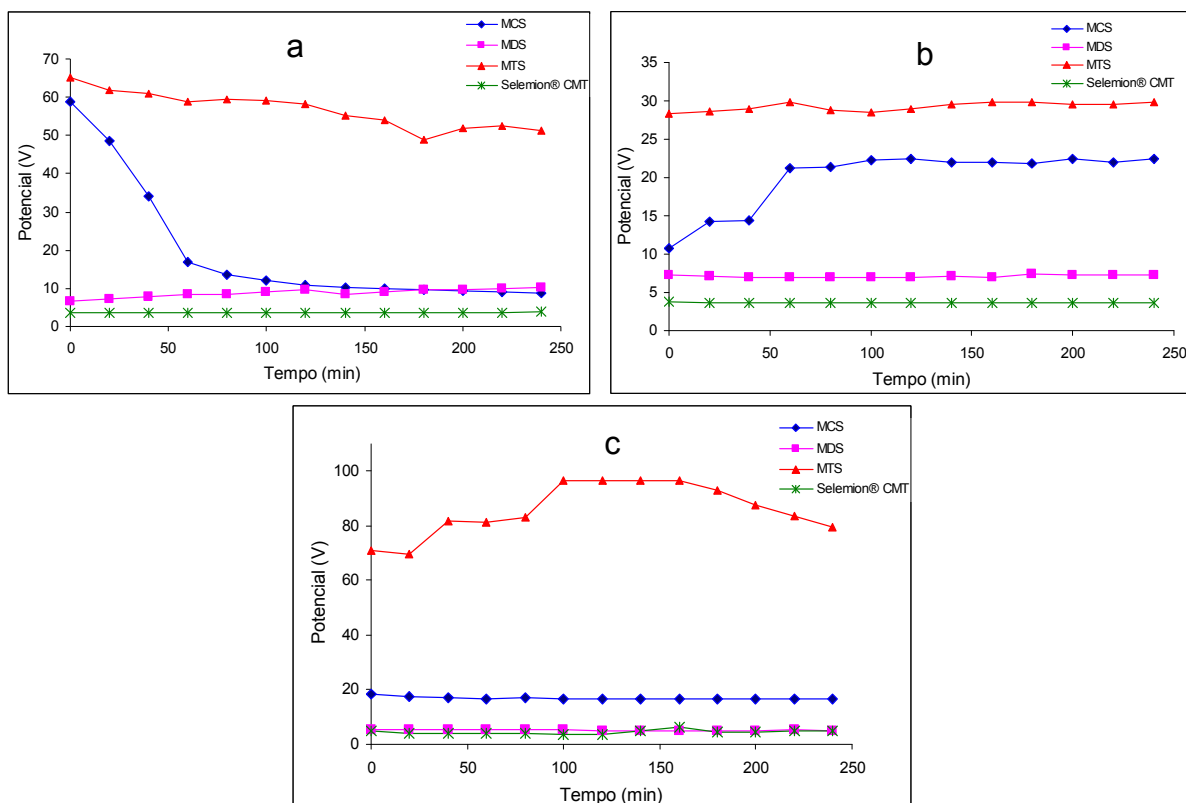 a
MCS
MDS
MTS
Selemion® CMT
Potencial (V)
70
60
50
40
30
20
10
0
0 50 100 150 200 250
Tempo (min)
b
MCS
MDS
MTS
Selemion® CMT
Potencial (V)
35
30
25
20
15
10
5
0
0 50 100 150 200 250
Tempo (min)
c
MCS
MDS
MTS
Selemion® CMT
Potencial (V)
100
80
60
40
20
0
0 50 100 150 200 250
Tempo (min)